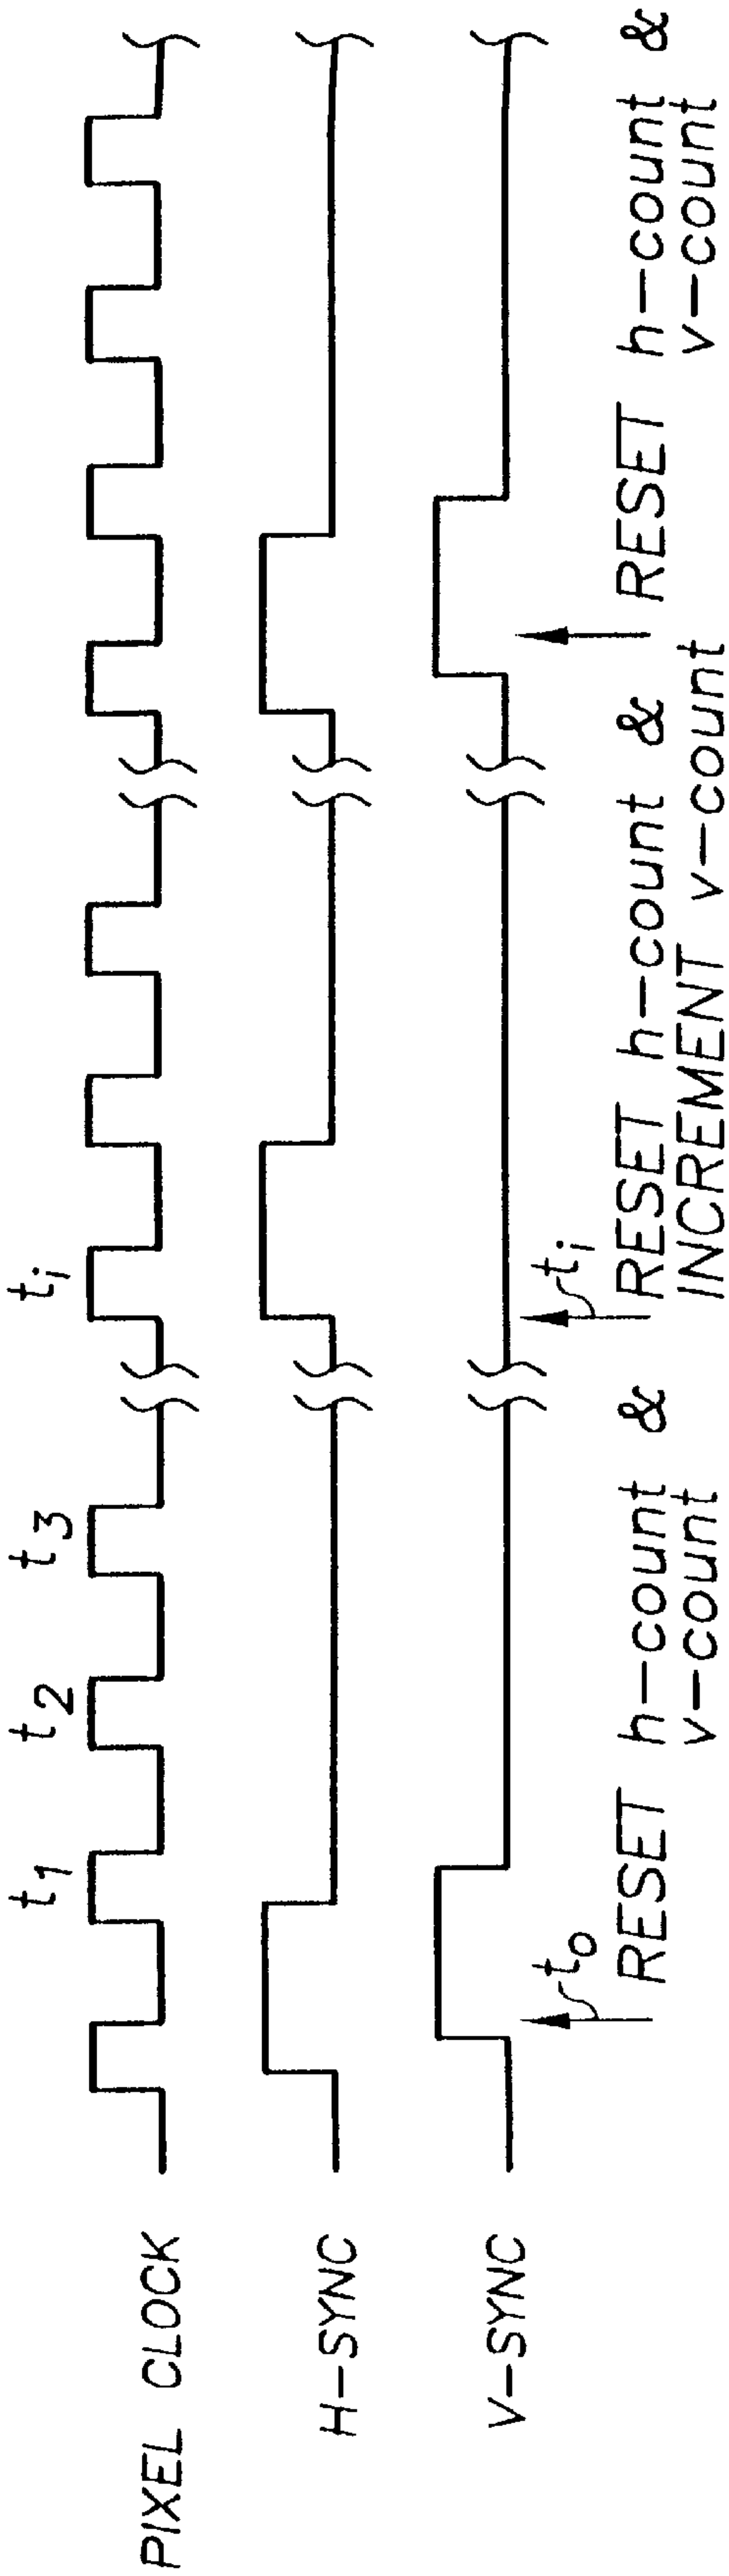 t1 t2 t3 ti
PIXEL CLOCK
H-SYNC
V-SYNC
t0 ti
RESET h-count &
v-count
RESET h-count &
INCREMENT v-count
RESET h-count &
v-count